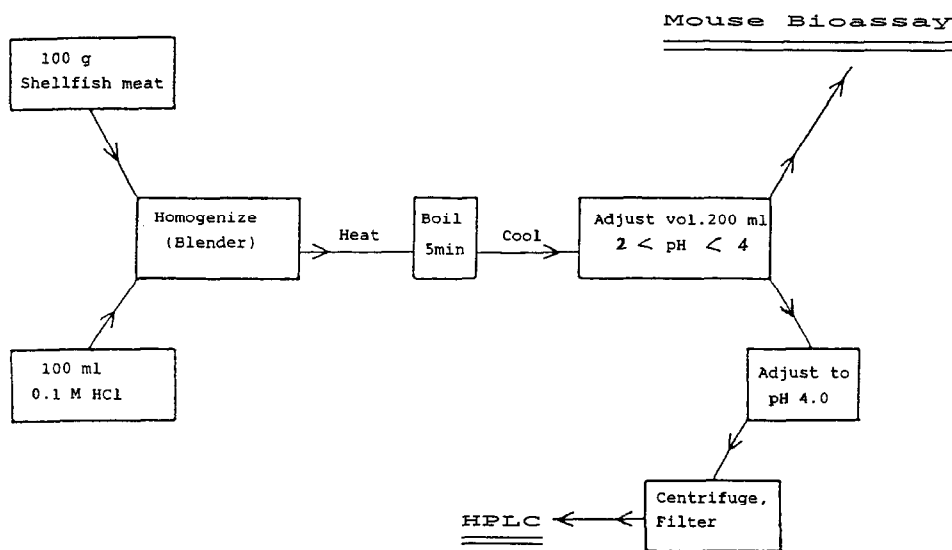 Mouse Bioassay
100 g
Shellfish meat
Homogenize
(Blender)
Heat
Boil
5min
Cool
Adjust vol.200 ml
2 < pH < 4
100 ml
0.1 M HCl
Adjust to
pH 4.0
Centrifuge,
Filter
HPLC